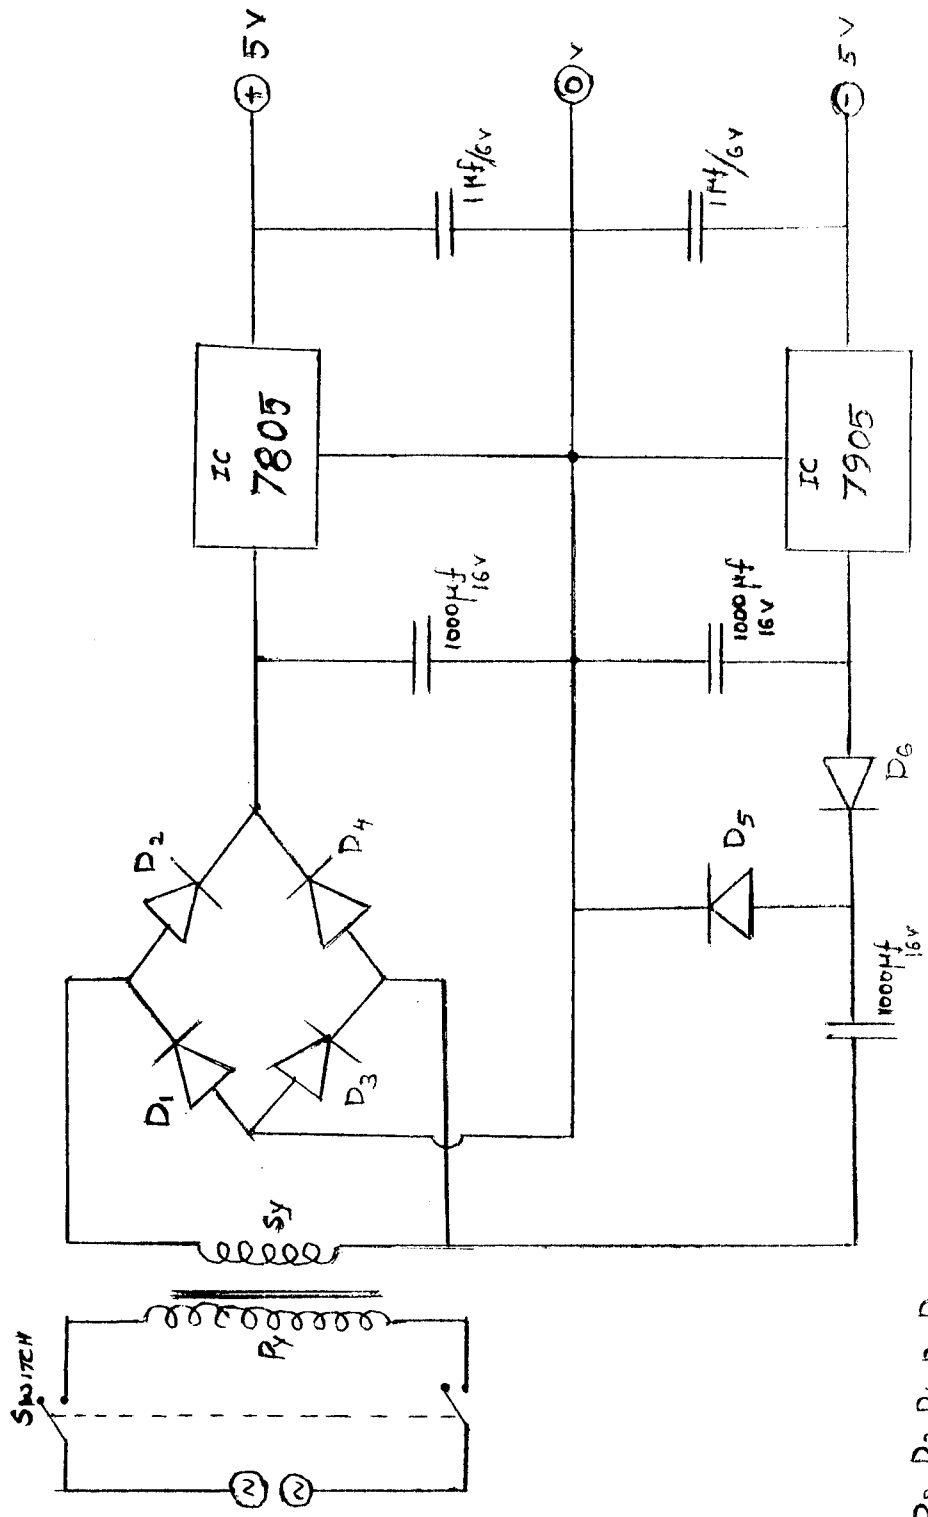 SWITCH
Py
Sy
D1
D2
D3
D4
IC
7805
1000µf
16v
1µf/6v
+ 5V
0 v
- 5V
1µf/6v
IC
7905
1000µf
16v
D5
D6
1000µf
16v